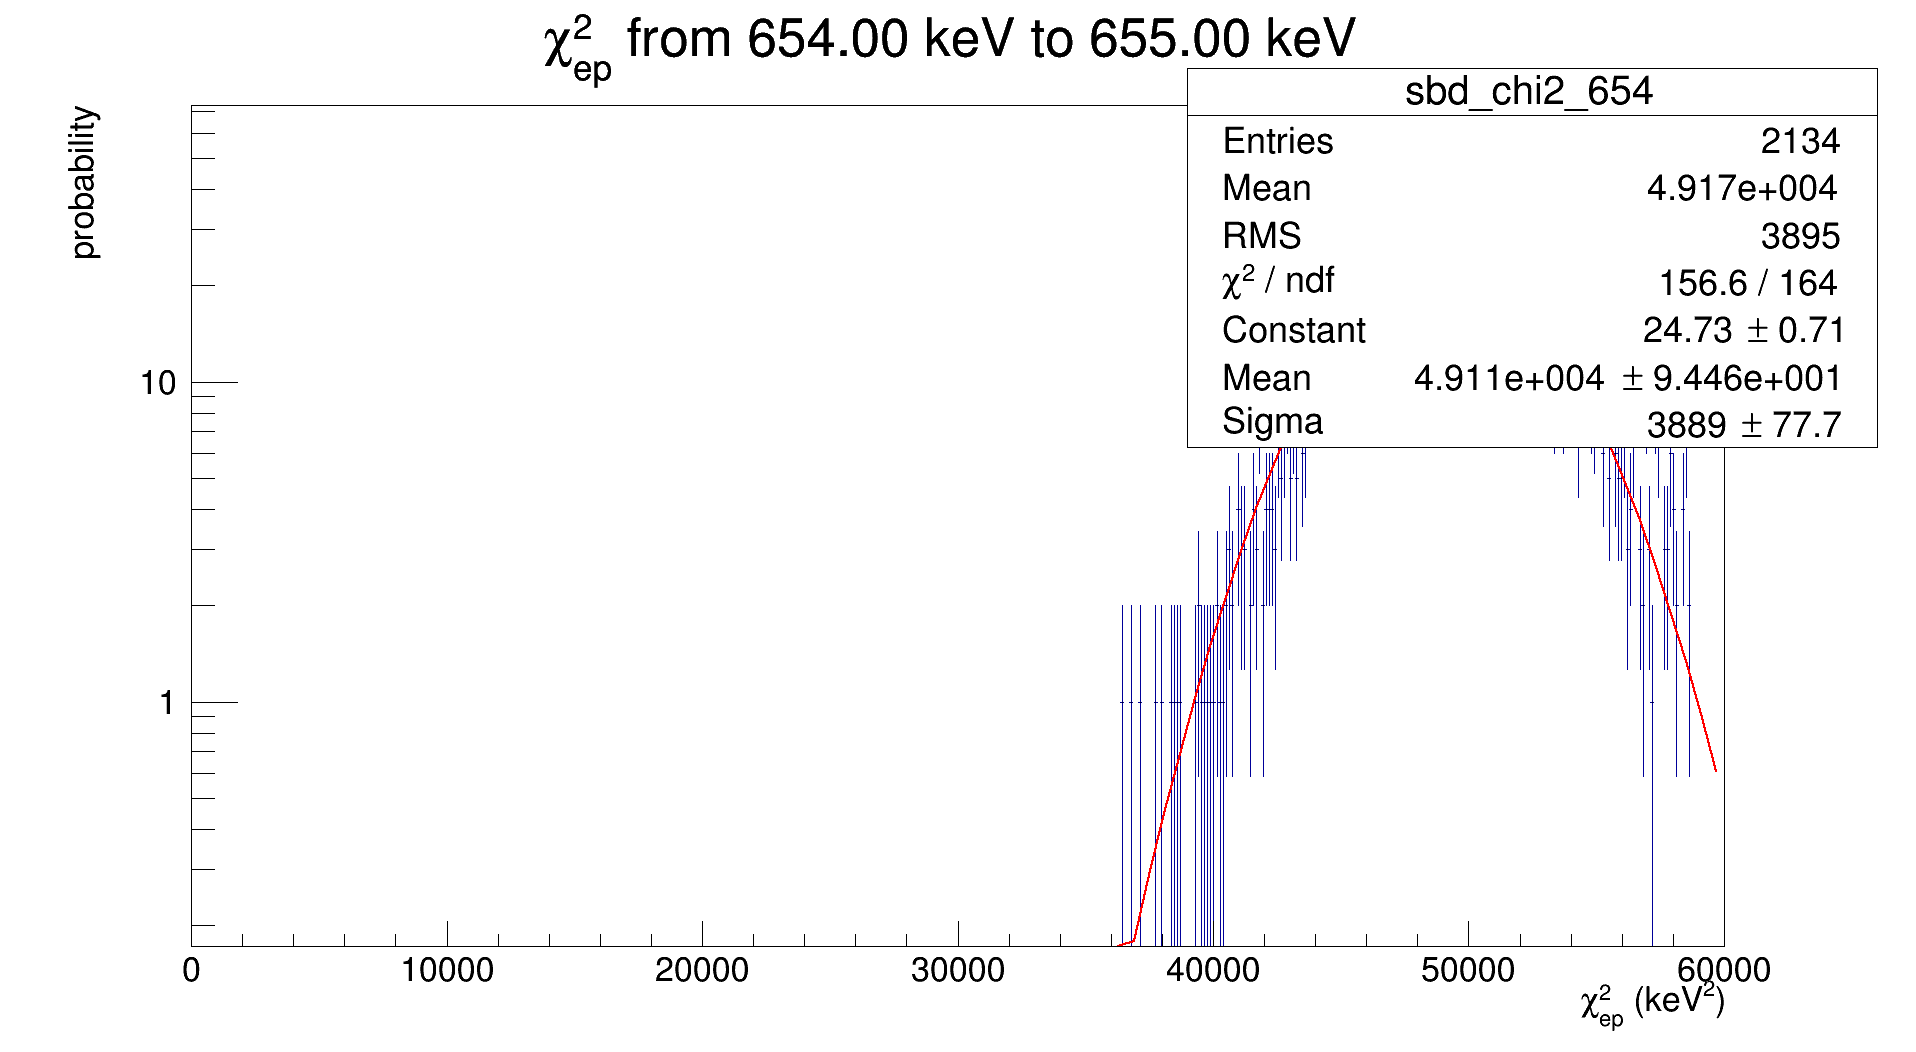 χ²ep from 654.00 keV to 655.00 keV
probability
sbd_chi2_654
Entries 2134
Mean 4.917e+004
RMS 3895
χ² / ndf 156.6 / 164
Constant 24.73 ± 0.71
Mean 4.911e+004 ± 9.446e+001
Sigma 3889 ± 77.7
10
1
0 10000 20000 30000 40000 50000 60000
χ²ep (keV²)